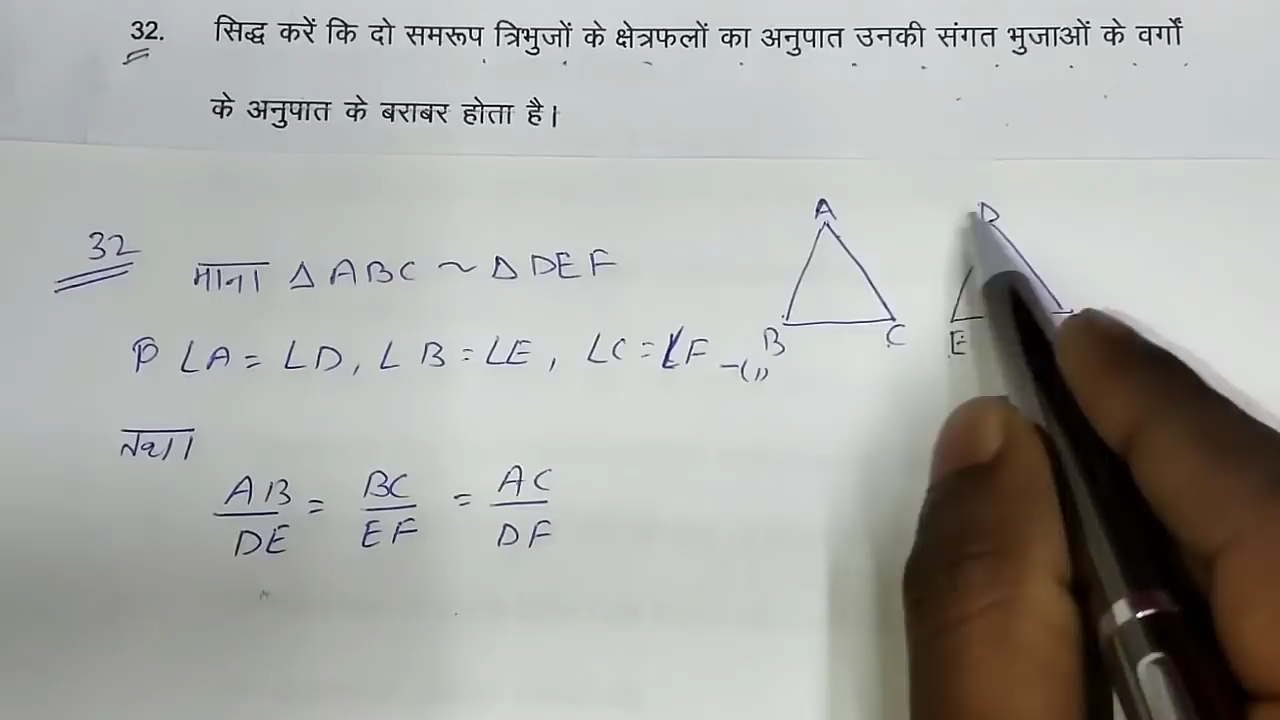 32. सिद्ध करें कि दो समरूप त्रिभुजों के क्षेत्रफलों का अनुपात उनकी संगत भुजाओं के वर्गों
के अनुपात के बराबर होता है।
32 माना Δ ABC ~ Δ DEF
∠A = ∠D, ∠B = ∠E, ∠C = ∠F -(1)
तथा
AB/DE = BC/EF = AC/DF
A
B
C
D
E